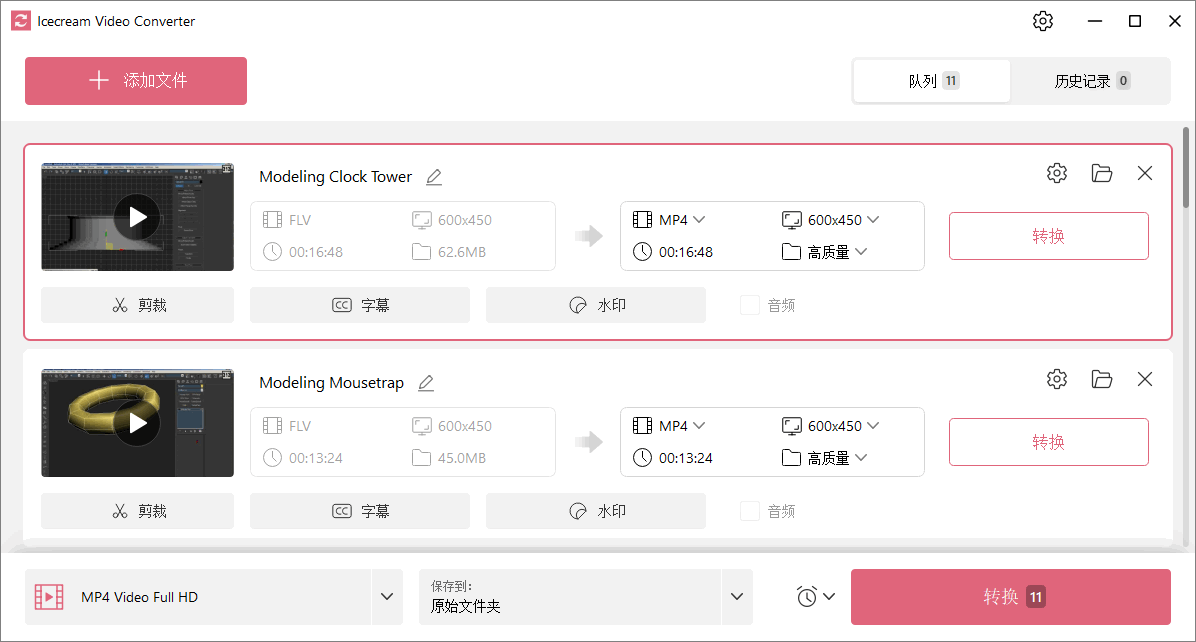 Icecream Video Converter
添加文件
队列 11
历史记录 0
Modeling Clock Tower
FLV 600x450
00:16:48 62.6MB
MP4 600x450
00:16:48 高质量
转换
剪裁
CC 字幕
水印
音频
Modeling Mousetrap
FLV 600x450
00:13:24 45.0MB
MP4 600x450
00:13:24 高质量
转换
剪裁
CC 字幕
水印
音频
MP4 Video Full HD
保存到:
原始文件夹
转换 11